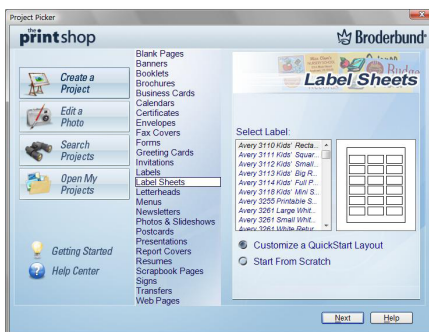 Project Picker
the
printshop
Broderbund
Create a
Project
Edit a
Photo
Search
Projects
Open My
Projects
Getting Started
Help Center
Blank Pages
Banners
Booklets
Brochures
Business Cards
Calendars
Certificates
Envelopes
Fax Covers
Forms
Greeting Cards
Invitations
Labels
Label Sheets
Letterheads
Menus
Newsletters
Photos & Slideshows
Postcards
Presentations
Report Covers
Resumes
Scrapbook Pages
Signs
Transfers
Web Pages
Label Sheets
Select Label:
Avery 3110 Kids' Recta...
Avery 3111 Kids' Squar...
Avery 3112 Kids' Small...
Avery 3113 Kids' Big R...
Avery 3114 Kids' Full P...
Avery 3118 Kids' Mini S...
Avery 3255 Printable S...
Avery 3261 Large Whit...
Avery 3261 Small Whit...
Avery 3261 White Retur
Customize a QuickStart Layout
Start From Scratch
Next
Help